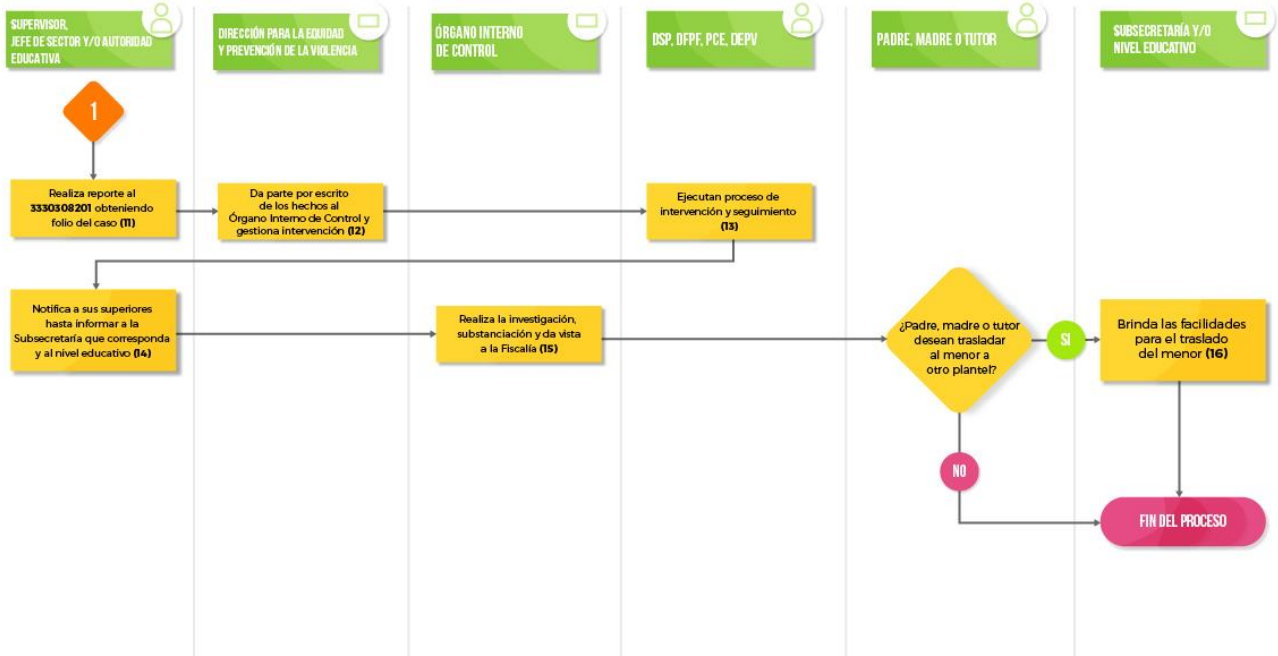 SUPERVISOR,
JEFE DE SECTOR Y/O AUTORIDAD
EDUCATIVA
DIRECCIÓN PARA LA EQUIDAD
Y PREVENCIÓN DE LA VIOLENCIA
ÓRGANO INTERNO
DE CONTROL
DSP, DFPF, PCE, DEPV
PADRE, MADRE O TUTOR
SUBSECRETARÍA Y/O
NIVEL EDUCATIVO
1
Realiza reporte al
3330308201 obteniendo
folio del caso (11)
Da parte por escrito
de los hechos al
Órgano Interno de Control y
gestiona intervención (12)
Ejecutan proceso de
intervención y seguimiento
(13)
Notifica a sus superiores
hasta informar a la
Subsecretaría que corresponda
y al nivel educativo (14)
Realiza la investigación,
substanciación y da vista
a la Fiscalía (15)
¿Padre, madre o tutor
desean trasladar
al menor a
otro plantel?
SI
Brinda las facilidades
para el traslado
del menor (16)
NO
FIN DEL PROCESO